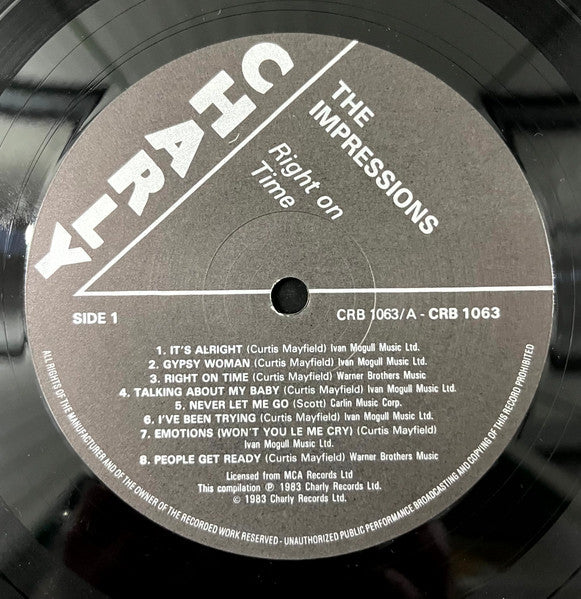 CHARLY
THE
IMPRESSIONS
Right on
Time
SIDE 1
CRB 1063/A - CRB 1063
1. IT'S ALRIGHT (Curtis Mayfield) Ivan Mogull Music Ltd.
2. GYPSY WOMAN (Curtis Mayfield) Ivan Mogull Music Ltd.
3. RIGHT ON TIME (Curtis Mayfield) Warner Brothers Music
4. TALKING ABOUT MY BABY (Curtis Mayfield) Ivan Mogull Music Ltd.
5. NEVER LET ME GO (Scott) Carlin Music Corp.
6. I'VE BEEN TRYING (Curtis Mayfield) Ivan Mogull Music Ltd.
7. EMOTIONS (WON'T YOU LE ME CRY) (Curtis Mayfield)
Ivan Mogull Music Ltd.
8. PEOPLE GET READY (Curtis Mayfield) Warner Brothers Music
Licensed from MCA Records Ltd
This compilation ℗ 1983 Charly Records Ltd.
© 1983 Charly Records Ltd.
ALL RIGHTS OF THE MANUFACTURER AND OF THE OWNER OF THE RECORDED WORK RESERVED - UNAUTHORIZED PUBLIC PERFORMANCE BROADCASTING AND COPYING OF THIS RECORD PROHIBITED